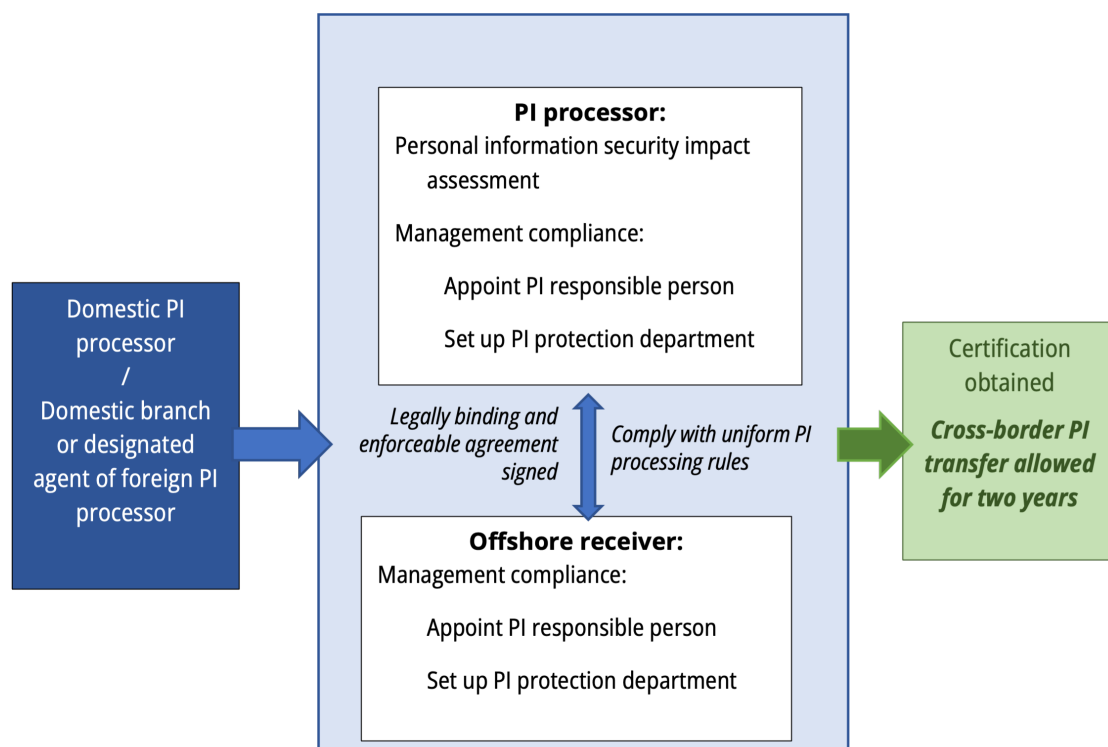 Domestic PI
processor
/
Domestic branch
or designated
agent of foreign PI
processor
PI processor:
Personal information security impact
assessment
Management compliance:
Appoint PI responsible person
Set up PI protection department
Legally binding and
enforceable agreement
signed
Comply with uniform PI
processing rules
Offshore receiver:
Management compliance:
Appoint PI responsible person
Set up PI protection department
Certification
obtained
Cross-border PI
transfer allowed
for two years